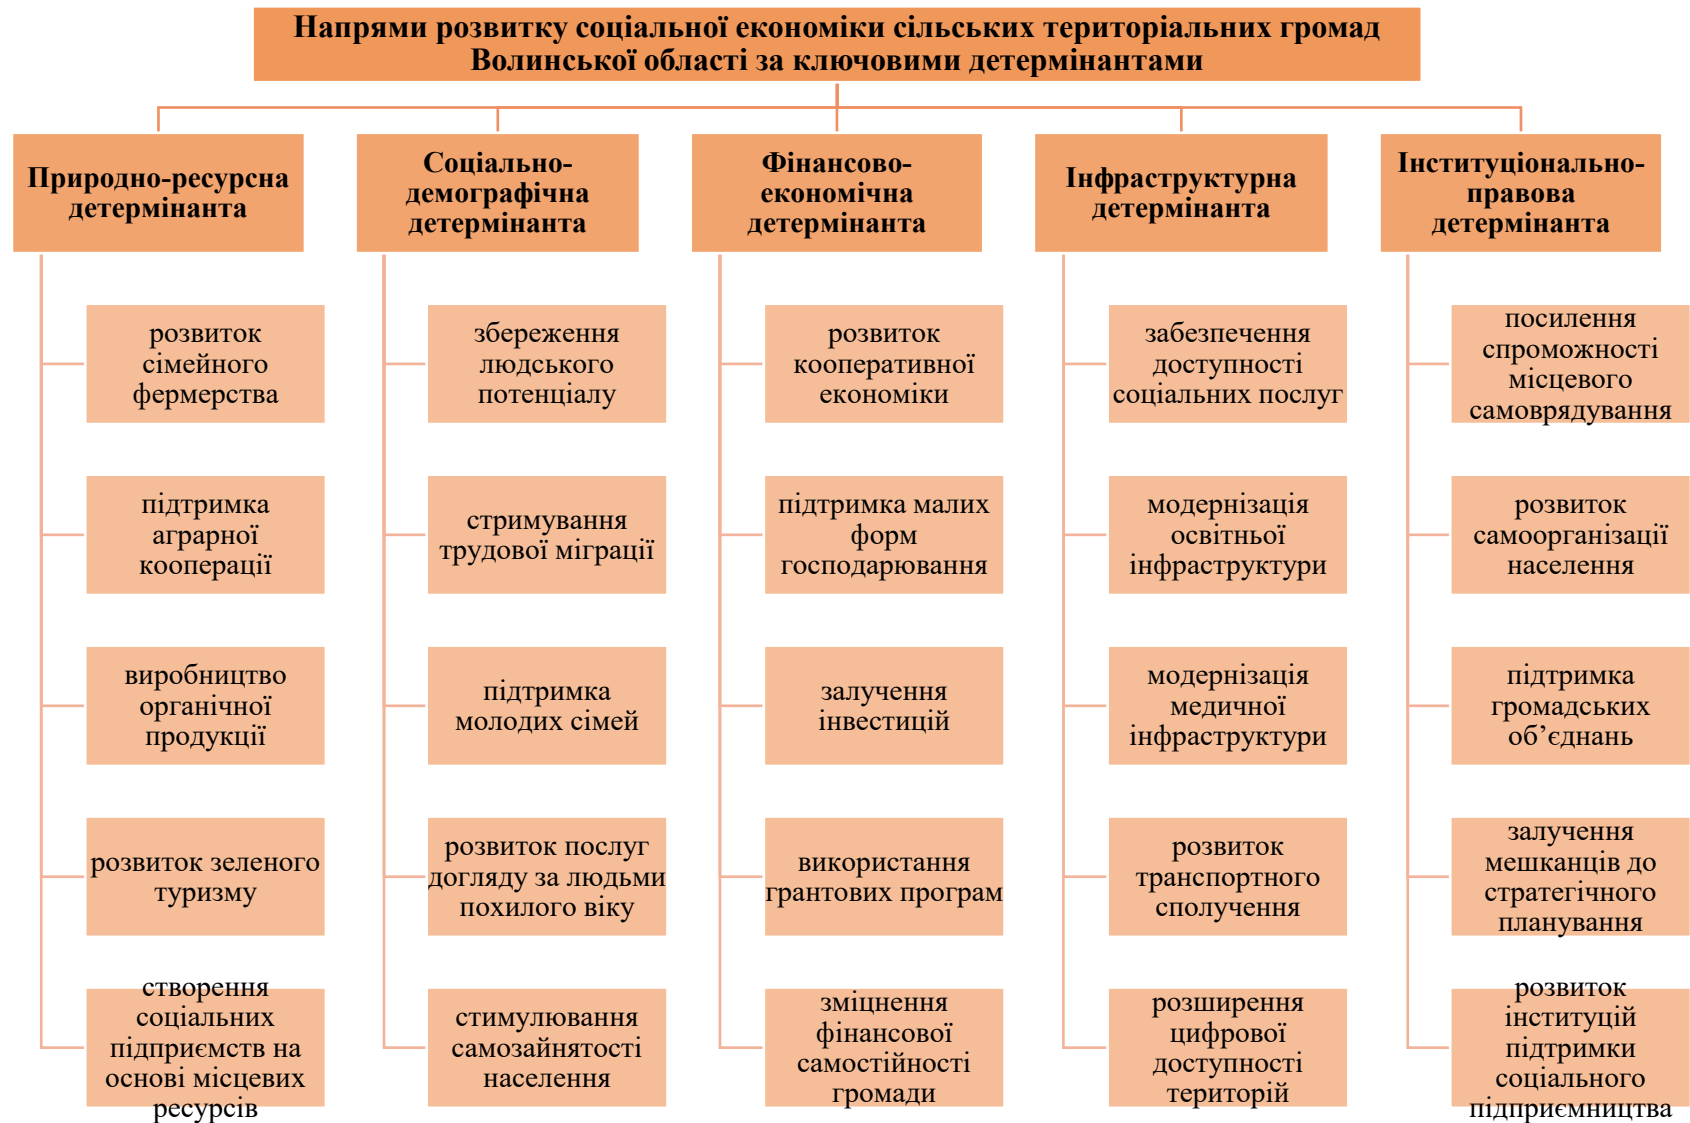 Напрями розвитку соціальної економіки сільських територіальних громад
Волинської області за ключовими детермінантами
Природно-ресурсна
детермінанта
розвиток
сімейного
фермерства
підтримка
аграрної
кооперації
виробництво
органічної
продукції
розвиток зеленого
туризму
створення
соціальних
підприємств на
основі місцевих
ресурсів
Соціально-
демографічна
детермінанта
збереження
людського
потенціалу
стримування
трудової міграції
підтримка
молодих сімей
розвиток послуг
догляду за людьми
похилого віку
стимулювання
самозайнятості
населення
Фінансово-
економічна
детермінанта
розвиток
кооперативної
економіки
підтримка малих
форм
господарювання
залучення
інвестицій
використання
грантових програм
зміцнення
фінансової
самостійності
громади
Інфраструктурна
детермінанта
забезпечення
доступності
соціальних послуг
модернізація
освітньої
інфраструктури
модернізація
медичної
інфраструктури
розвиток
транспортного
сполучення
розширення
цифрової
доступності
територій
Інституціонально-
правова
детермінанта
посилення
спроможності
місцевого
самоврядування
розвиток
самоорганізації
населення
підтримка
громадських
об’єднань
залучення
мешканців до
стратегічного
планування
розвиток
інституцій
підтримки
соціального
підприємництва